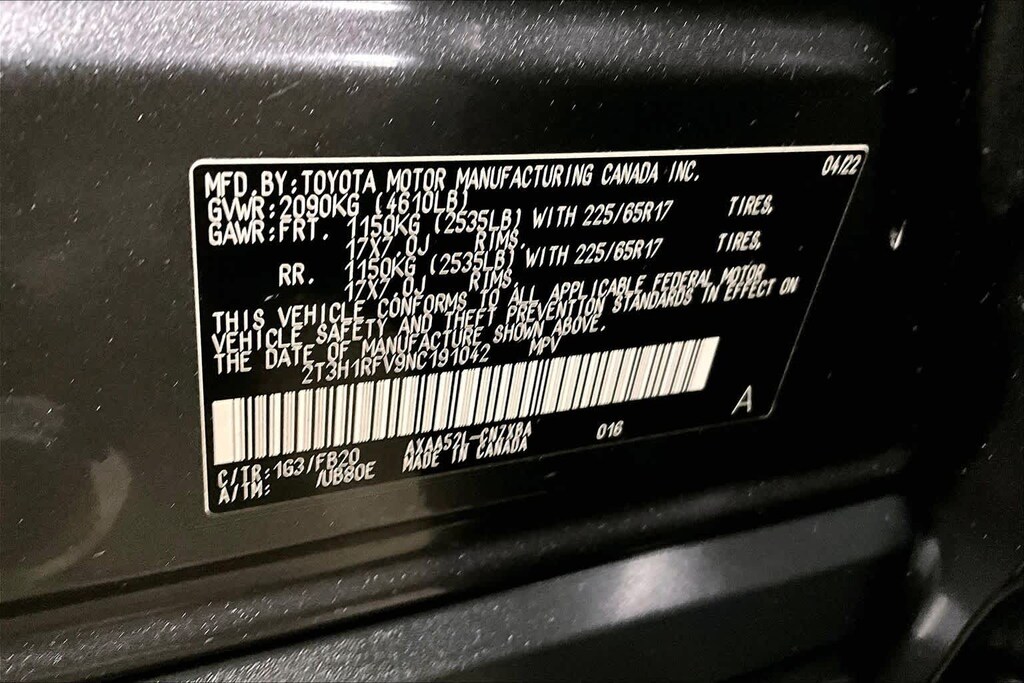 MFD.BY:TOYOTA MOTOR MANUFACTURING CANADA INC. 04/22
GVWR:2090KG (4610LB)
GAWR:FRT. 1150KG (2535LB) WITH 225/65R17 TIRES,
17X7.0J RIMS,
RR. 1150KG (2535LB) WITH 225/65R17 TIRES,
17X7.0J RIMS
THIS VEHICLE CONFORMS TO ALL APPLICABLE FEDERAL MOTOR
VEHICLE SAFETY AND THEFT PREVENTION STANDARDS IN EFFECT ON
THE DATE OF MANUFACTURE SHOWN ABOVE.
2T3H1RFV9NC191042 MPV
A
C/TR:1G3/FB20 AXAA52L-CNZXBA 016
A/TM: /UB80E MADE IN CANADA